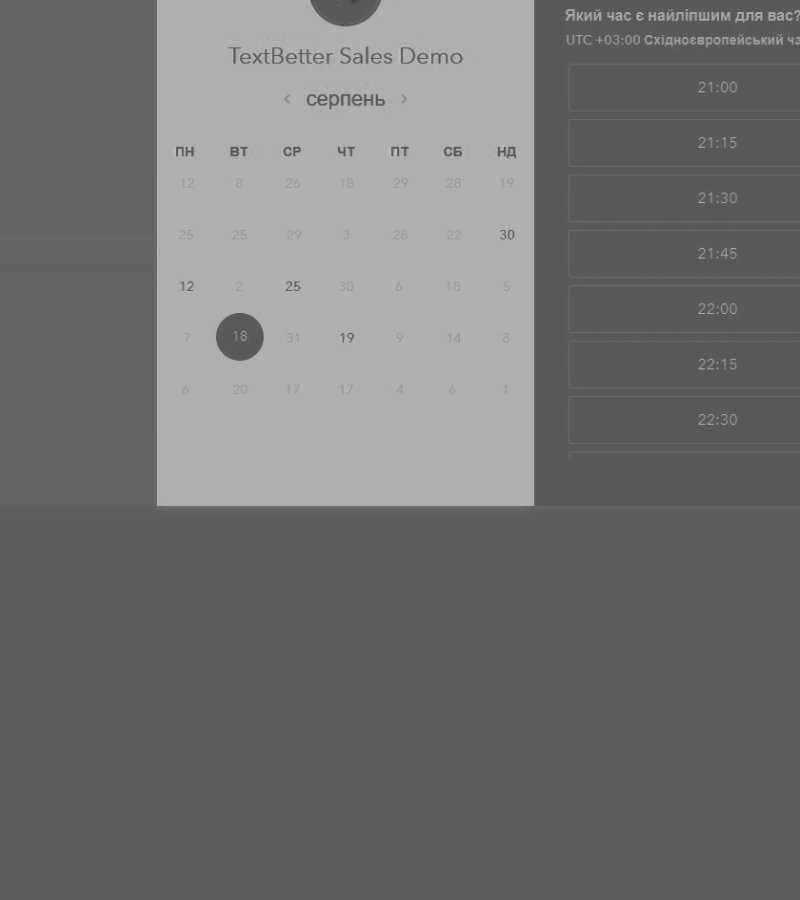 TextBetter Sales Demo
‹ серпень ›
ПН ВТ СР ЧТ ПТ СБ НД
12 8 26 18 29 28 19
25 25 29 3 28 22 30
12 2 25 30 6 18 5
7 18 31 19 9 14 8
6 20 17 17 4 6 1
Який час є найліпшим для вас?
UTC +03:00 Східноєвропейський ча
21:00
21:15
21:30
21:45
22:00
22:15
22:30